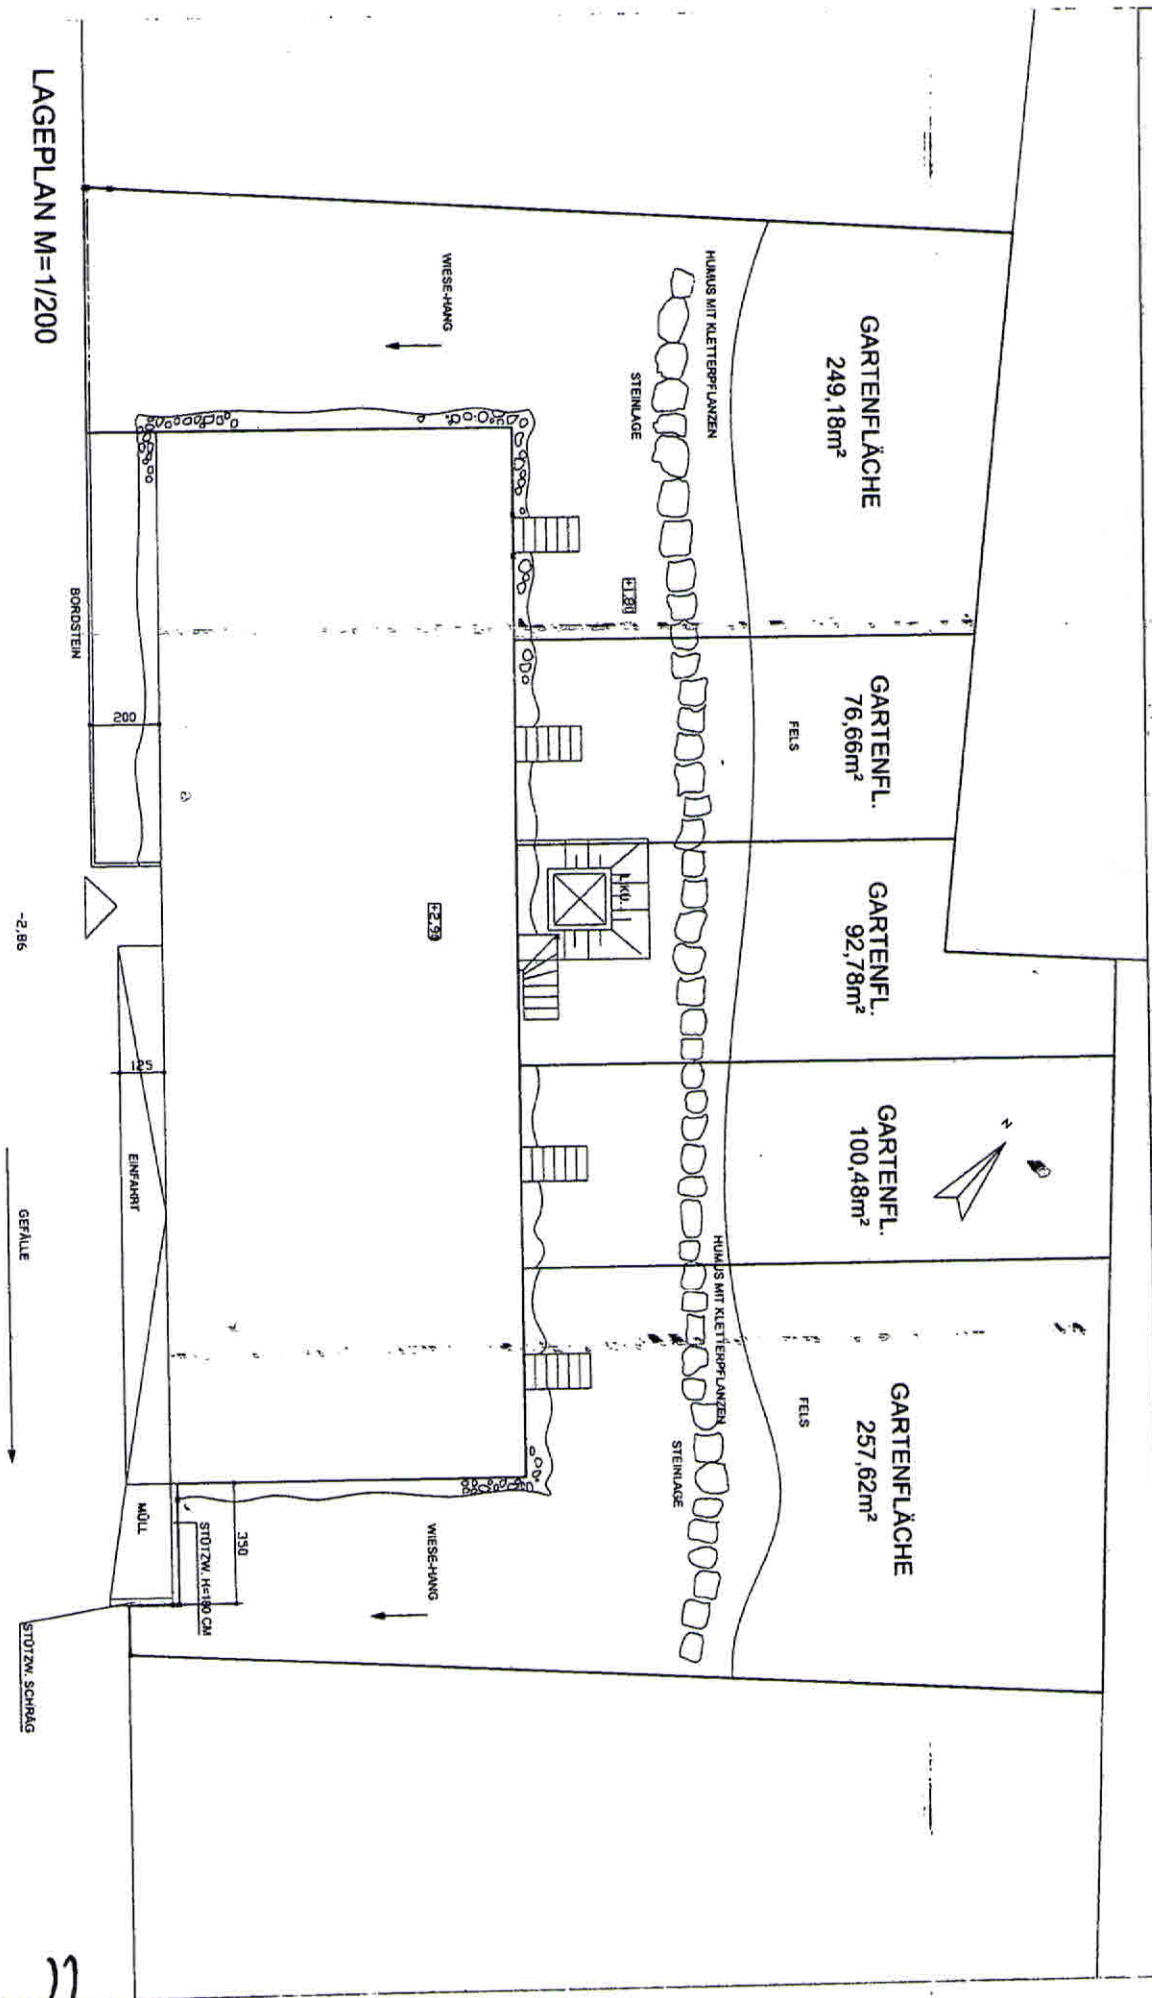 GARTENFLÄCHE
249,18m²
GARTENFL.
76,66m²
GARTENFL.
92,78m²
GARTENFL.
100,48m²
GARTENFLÄCHE
257,62m²
N
FELS
FELS
HUMUS MIT KLETTERPFLANZEN
HUMUS MIT KLETTERPFLANZEN
STEINLAGE
STEINLAGE
+1.80
WIESE-HANG
WIESE-HANG
+2.99
350
STÜTZW. H=180 CM
200
125
EINFAHRT
MÜLL
BORDSTEIN
-2,86
GEFÄLLE
STÜTZW. SCHRÄG
LAGEPLAN M=1/200
11